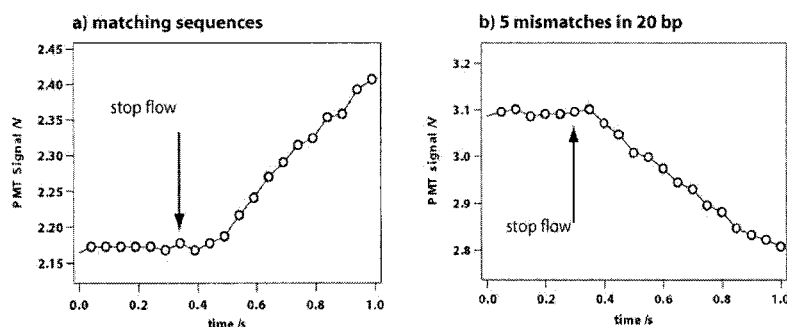 a) matching sequences
2.45
2.40
2.35
2.30
2.25
2.20
2.15
PMT Signal /V
stop flow
0.0 0.2 0.4 0.6 0.8 1.0
time /s
b) 5 mismatches in 20 bp
3.2
3.1
3.0
2.9
2.8
PMT signal /V
stop flow
0.0 0.2 0.4 0.6 0.8 1.0
time /s